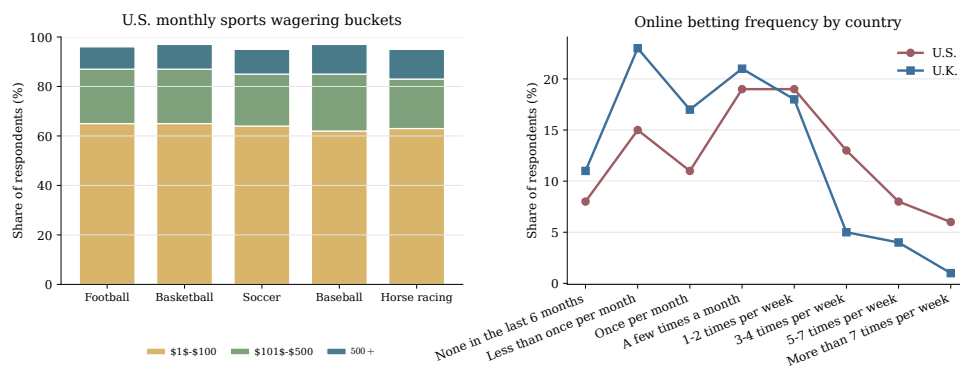 U.S. monthly sports wagering buckets
Share of respondents (%)
100
80
60
40
20
0
Football Basketball Soccer Baseball Horse racing
$1$-$100 $101$-$500 500+
Online betting frequency by country
Share of respondents (%)
20
15
10
5
0
U.S.
U.K.
None in the last 6 months
Less than once per month
Once per month
A few times a month
1-2 times per week
3-4 times per week
5-7 times per week
More than 7 times per week